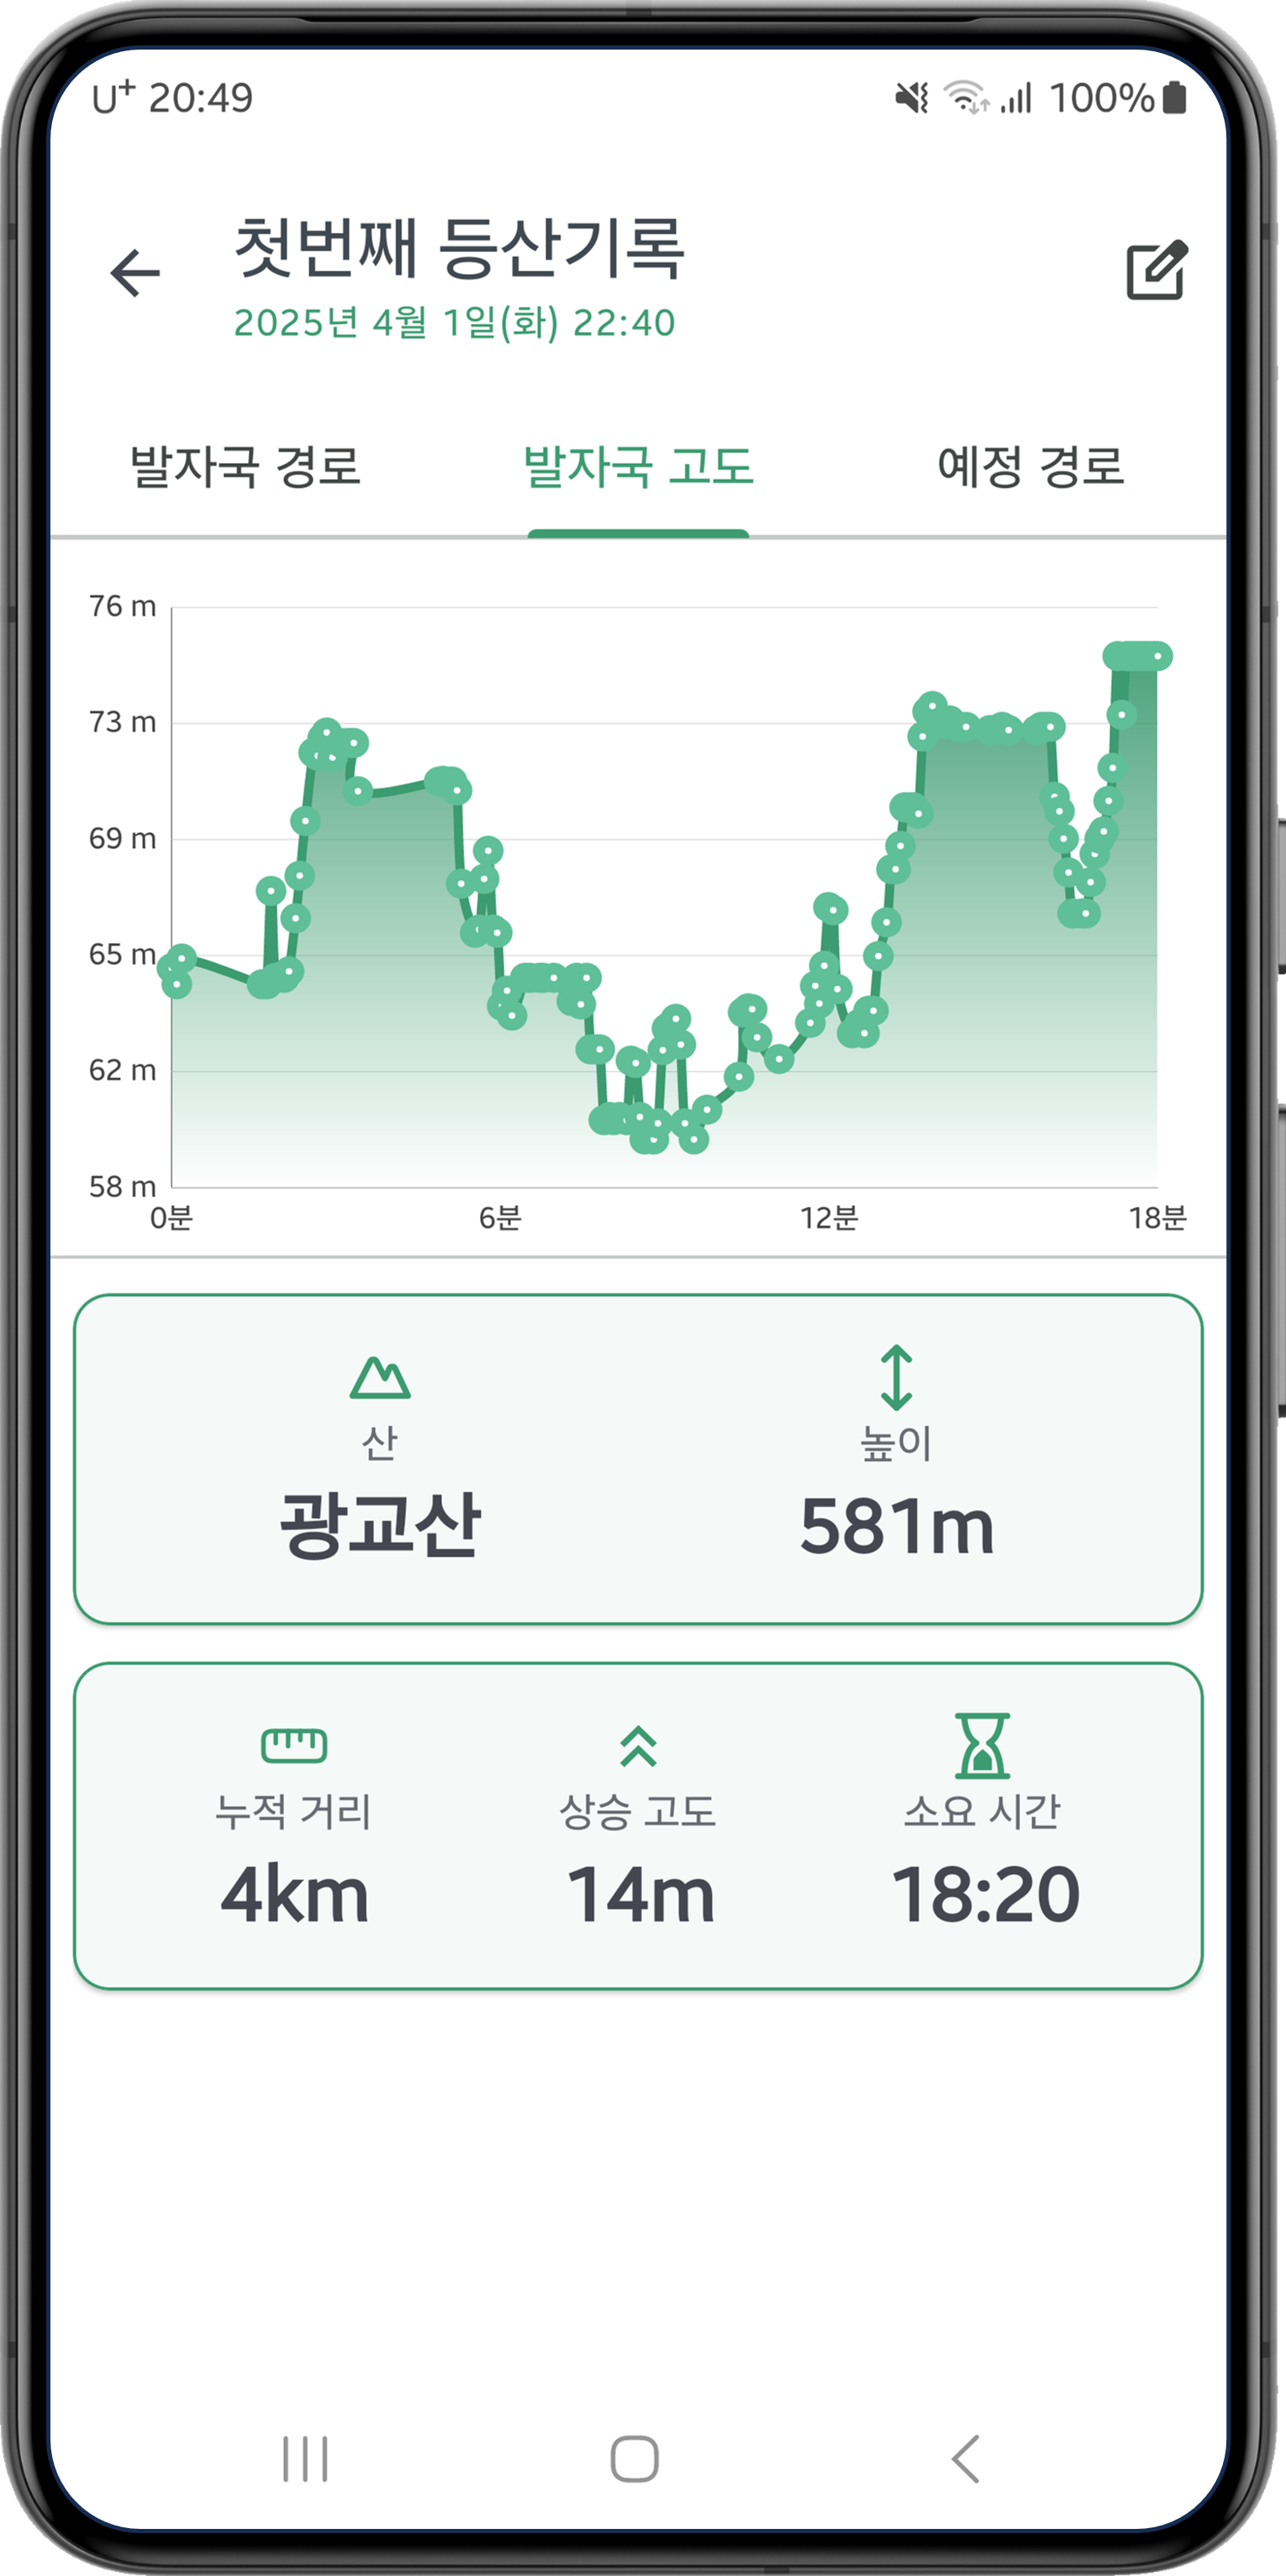 U+ 20:49 100%
첫번째 등산기록
2025년 4월 1일(화) 22:40
발자국 경로 발자국 고도 예정 경로
76 m
73 m
69 m
65 m
62 m
58 m
0분 6분 12분 18분
산 높이
광교산 581m
누적 거리 상승 고도 소요 시간
4km 14m 18:20